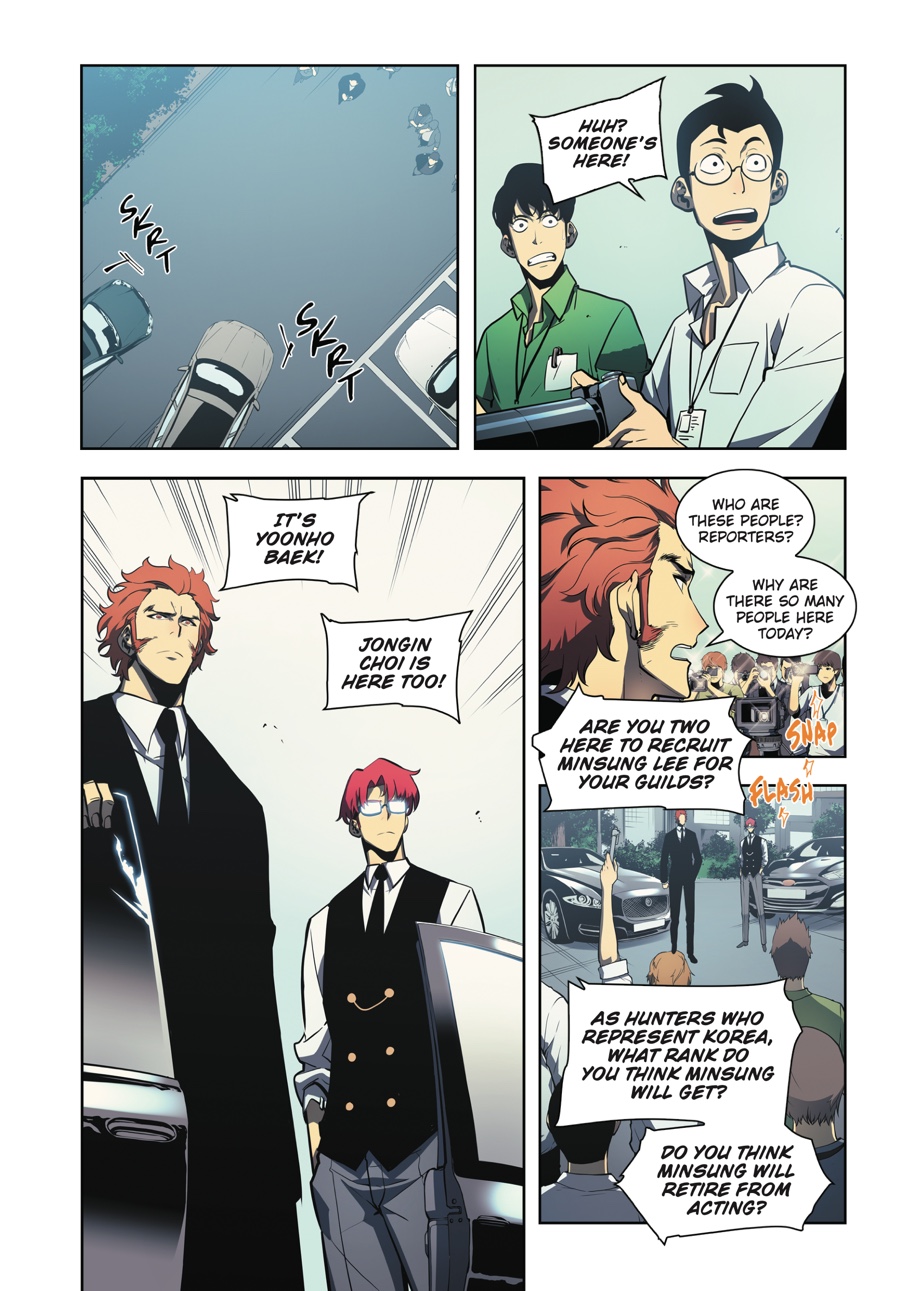 SKRT
SKRT
HUH?
SOMEONE'S
HERE!
IT'S
YOONHO
BAEK!
JONGIN
CHOI IS
HERE TOO!
WHO ARE
THESE PEOPLE?
REPORTERS?
WHY ARE
THERE SO MANY
PEOPLE HERE
TODAY?
SNAP
ARE YOU TWO
HERE TO RECRUIT
MINSUNG LEE FOR
YOUR GUILDS?
FLASH
AS HUNTERS WHO
REPRESENT KOREA,
WHAT RANK DO
YOU THINK MINSUNG
WILL GET?
DO YOU THINK
MINSUNG WILL
RETIRE FROM
ACTING?